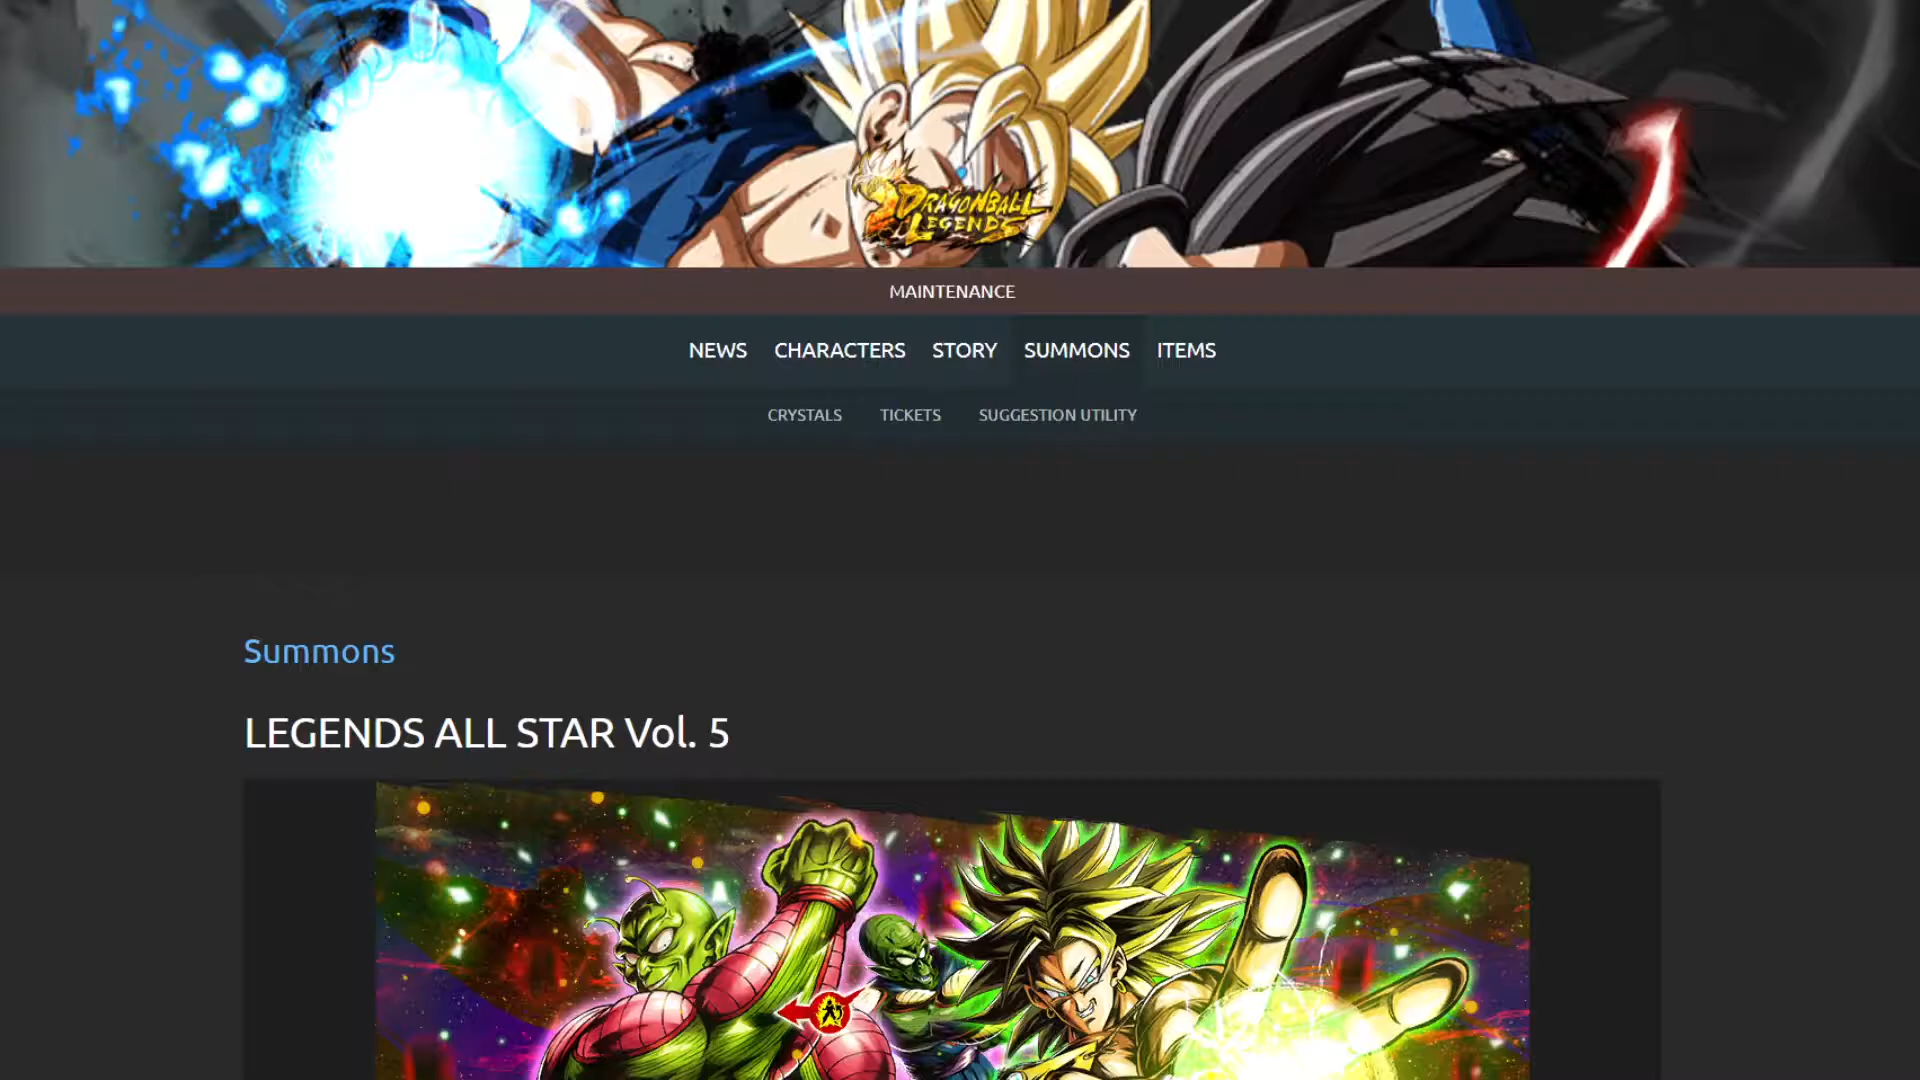 DRAGONBALL
LEGENDS
MAINTENANCE
NEWS CHARACTERS STORY SUMMONS ITEMS
CRYSTALS TICKETS SUGGESTION UTILITY
Summons
LEGENDS ALL STAR Vol. 5